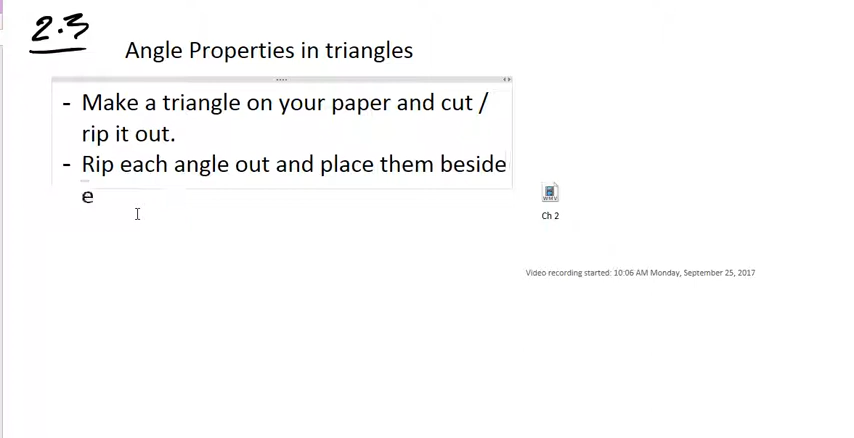 2.3
Angle Properties in triangles
- Make a triangle on your paper and cut /
rip it out.
- Rip each angle out and place them beside
e
WMV
Ch 2
Video recording started: 10:06 AM Monday, September 25, 2017